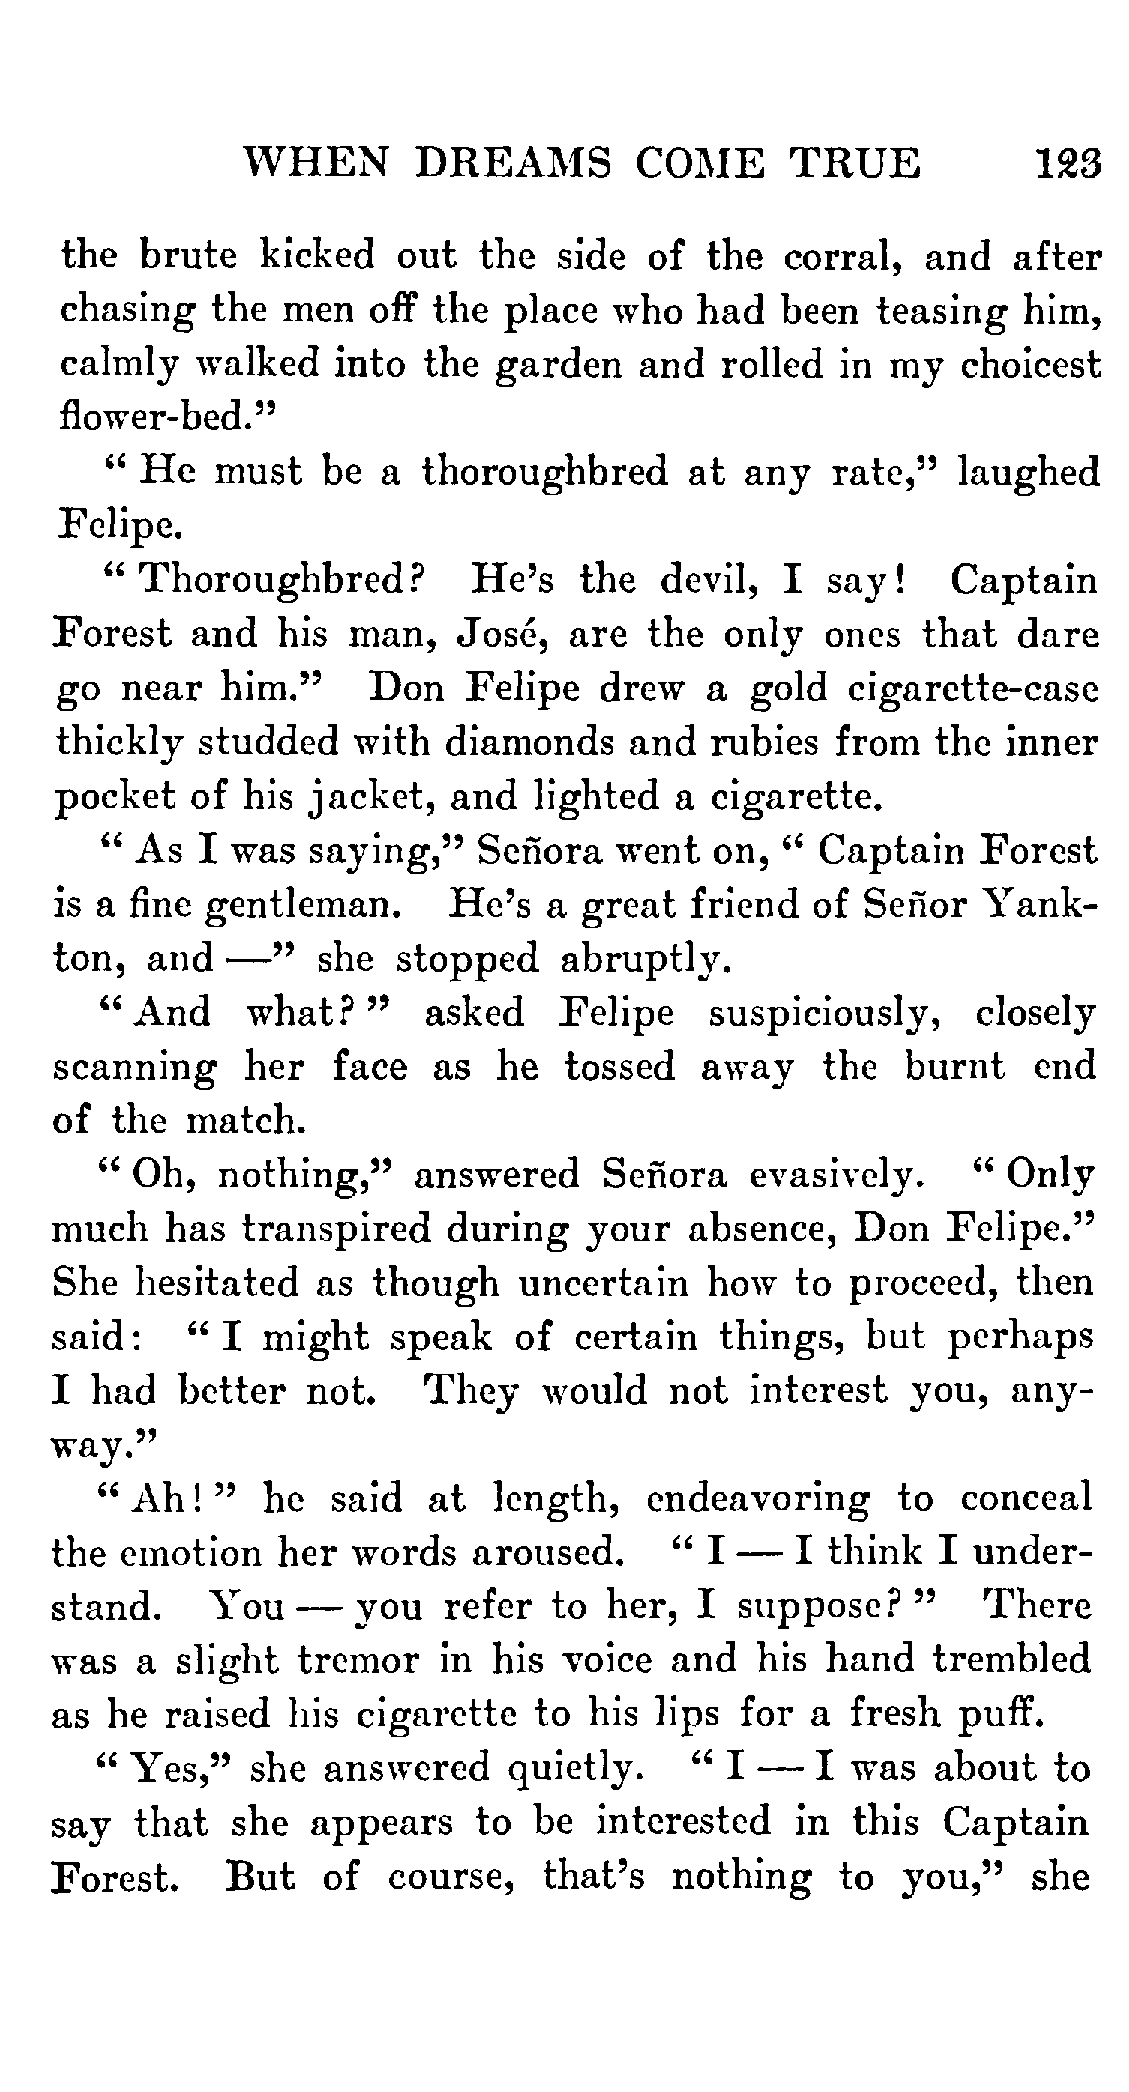 WHEN DREAMS COME TRUE 123
the brute kicked out the side of the corral, and after
chasing the men off the place who had been teasing him,
calmly walked into the garden and rolled in my choicest
flower-bed.”
“ He must be a thoroughbred at any rate,” laughed
Felipe.
“ Thoroughbred? He’s the devil, I say! Captain
Forest and his man, José, are the only ones that dare
go near him.” Don Felipe drew a gold cigarette-case
thickly studded with diamonds and rubies from the inner
pocket of his jacket, and lighted a cigarette.
“ As I was saying,” Señora went on, “ Captain Forest
is a fine gentleman. He’s a great friend of Señor Yank-
ton, and —” she stopped abruptly.
“ And what? ” asked Felipe suspiciously, closely
scanning her face as he tossed away the burnt end
of the match.
“ Oh, nothing,” answered Señora evasively. “ Only
much has transpired during your absence, Don Felipe.”
She hesitated as though uncertain how to proceed, then
said: “ I might speak of certain things, but perhaps
I had better not. They would not interest you, any-
way.”
“ Ah! ” he said at length, endeavoring to conceal
the emotion her words aroused. “ I — I think I under-
stand. You — you refer to her, I suppose? ” There
was a slight tremor in his voice and his hand trembled
as he raised his cigarette to his lips for a fresh puff.
“ Yes,” she answered quietly. “ I — I was about to
say that she appears to be interested in this Captain
Forest. But of course, that’s nothing to you,” she